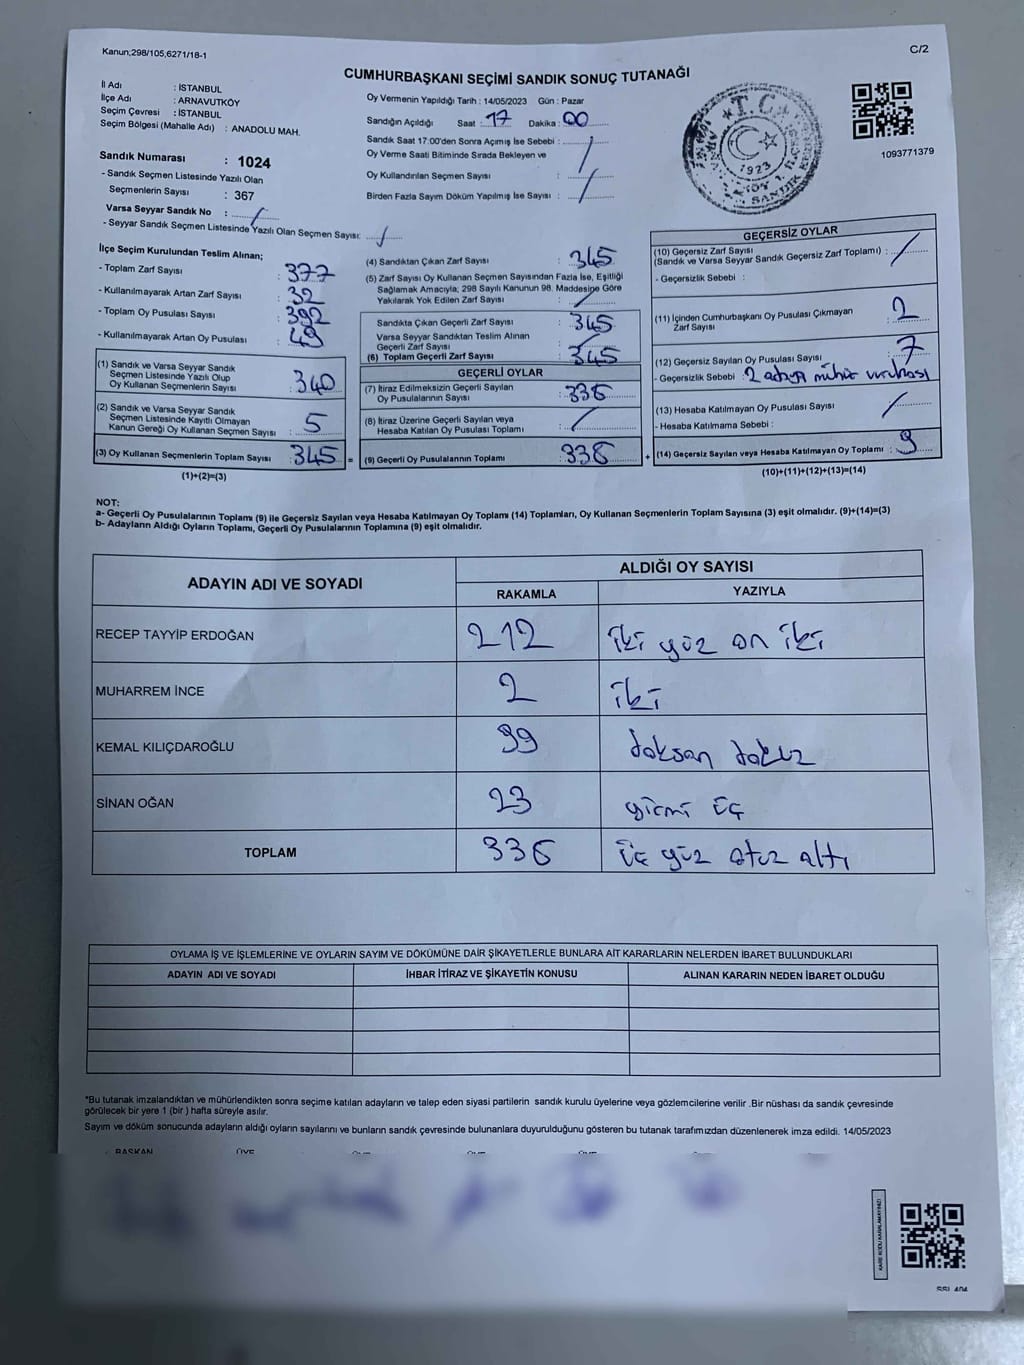 Kanun;298/105,6271/18-1
C/2
CUMHURBAŞKANI SEÇİMİ SANDIK SONUÇ TUTANAĞI
İl Adı : İSTANBUL
İlçe Adı : ARNAVUTKÖY
Seçim Çevresi : İSTANBUL
Seçim Bölgesi (Mahalle Adı) : ANADOLU MAH.
Sandık Numarası : 1024
- Sandık Seçmen Listesinde Yazılı Olan
Seçmenlerin Sayısı : 367
Varsa Seyyar Sandık No : /
- Seyyar Sandık Seçmen Listesinde Yazılı Olan Seçmen Sayısı: /
Oy Vermenin Yapıldığı Tarih : 14/05/2023 Gün : Pazar
Sandığın Açıldığı Saat : 17 Dakika : 00
Sandık Saat 17:00'den Sonra Açılmış İse Sebebi : /
Oy Verme Saati Bitiminde Sırada Bekleyen ve
Oy Kullandırılan Seçmen Sayısı : /
Birden Fazla Sayım Döküm Yapılmış İse Sayısı : /
T.C.
1923
1093771379
İlçe Seçim Kurulundan Teslim Alınan;
- Toplam Zarf Sayısı : 377
- Kullanılmayarak Artan Zarf Sayısı : 32
- Toplam Oy Pusulası Sayısı : 392
- Kullanılmayarak Artan Oy Pusulası : 49
(1) Sandık ve Varsa Seyyar Sandık
Seçmen Listesinde Yazılı Olup
Oy Kullanan Seçmenlerin Sayısı : 340
(2) Sandık ve Varsa Seyyar Sandık
Seçmen Listesinde Kayıtlı Olmayan
Kanun Gereği Oy Kullanan Seçmen Sayısı : 5
(3) Oy Kullanan Seçmenlerin Toplam Sayısı : 345 =
(1)+(2)=(3)
(4) Sandıktan Çıkan Zarf Sayısı : 345
(5) Zarf Sayısı Oy Kullanan Seçmen Sayısından Fazla İse, Eşitliği
Sağlamak Amacıyla; 298 Sayılı Kanunun 98. Maddesine Göre
Yakılarak Yok Edilen Zarf Sayısı : /
Sandıkta Çıkan Geçerli Zarf Sayısı : 345
Varsa Seyyar Sandıktan Teslim Alınan
Geçerli Zarf Sayısı : /
(6) Toplam Geçerli Zarf Sayısı : 345
GEÇERLİ OYLAR
(7) İtiraz Edilmeksizin Geçerli Sayılan
Oy Pusulalarının Sayısı : 336
(8) İtiraz Üzerine Geçerli Sayılan veya
Hesaba Katılan Oy Pusulası Toplamı : /
(9) Geçerli Oy Pusulalarının Toplamı : 336 +
GEÇERSİZ OYLAR
(10) Geçersiz Zarf Sayısı
(Sandık ve Varsa Seyyar Sandık Geçersiz Zarf Toplamı) : /
- Geçersizlik Sebebi :
(11) İçinden Cumhurbaşkanı Oy Pusulası Çıkmayan
Zarf Sayısı : 2
(12) Geçersiz Sayılan Oy Pusulası Sayısı : 7
- Geçersizlik Sebebi : 2 adaya mühür vurulması
(13) Hesaba Katılmayan Oy Pusulası Sayısı : /
- Hesaba Katılmama Sebebi :
(14) Geçersiz Sayılan veya Hesaba Katılmayan Oy Toplamı : 9
(10)+(11)+(12)+(13)=(14)
NOT:
a- Geçerli Oy Pusulalarının Toplamı (9) ile Geçersiz Sayılan veya Hesaba Katılmayan Oy Toplamı (14) Toplamları, Oy Kullanan Seçmenlerin Toplam Sayısına (3) eşit olmalıdır. (9)+(14)=(3)
b- Adayların Aldığı Oyların Toplamı, Geçerli Oy Pusulalarının Toplamına (9) eşit olmalıdır.
ADAYIN ADI VE SOYADI
ALDIĞI OY SAYISI
RAKAMLA YAZIYLA
RECEP TAYYİP ERDOĞAN 212 iki yüz on iki
MUHARREM İNCE 2 iki
KEMAL KILIÇDAROĞLU 99 doksan dokuz
SİNAN OĞAN 23 yirmi üç
TOPLAM 336 üç yüz otuz altı
OYLAMA İŞ VE İŞLEMLERİNE VE OYLARIN SAYIM VE DÖKÜMÜNE DAİR ŞİKAYETLERLE BUNLARA AİT KARARLARIN NELERDEN İBARET BULUNDUKLARI
ADAYIN ADI VE SOYADI İHBAR İTİRAZ VE ŞİKAYETİN KONUSU ALINAN KARARIN NEDEN İBARET OLDUĞU
*Bu tutanak imzalandıktan ve mühürlendikten sonra seçime katılan adayların ve talep eden siyasi partilerin sandık kurulu üyelerine veya gözlemcilerine verilir .Bir nüshası da sandık çevresinde
görülecek bir yere 1 (bir ) hafta süreyle asılır.
Sayım ve döküm sonucunda adayların aldığı oyların sayılarını ve bunların sandık çevresinde bulunanlara duyurulduğunu gösteren bu tutanak tarafımızdan düzenlenerek imza edildi. 14/05/2023
BAŞKAN ÜYE
KARE KODU KARALAMAYINIZ!